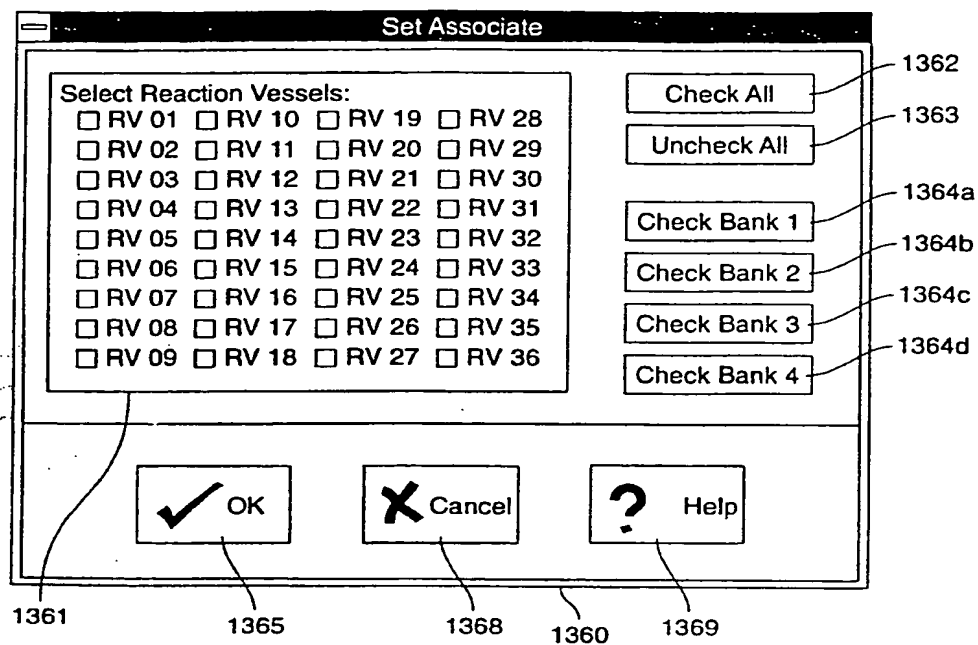 Set Associate
Select Reaction Vessels:
RV 01 RV 10 RV 19 RV 28
RV 02 RV 11 RV 20 RV 29
RV 03 RV 12 RV 21 RV 30
RV 04 RV 13 RV 22 RV 31
RV 05 RV 14 RV 23 RV 32
RV 06 RV 15 RV 24 RV 33
RV 07 RV 16 RV 25 RV 34
RV 08 RV 17 RV 26 RV 35
RV 09 RV 18 RV 27 RV 36
Check All
1362
Uncheck All
1363
Check Bank 1
1364a
Check Bank 2
1364b
Check Bank 3
1364c
Check Bank 4
1364d
OK
Cancel
? Help
1361
1365
1368
1360
1369